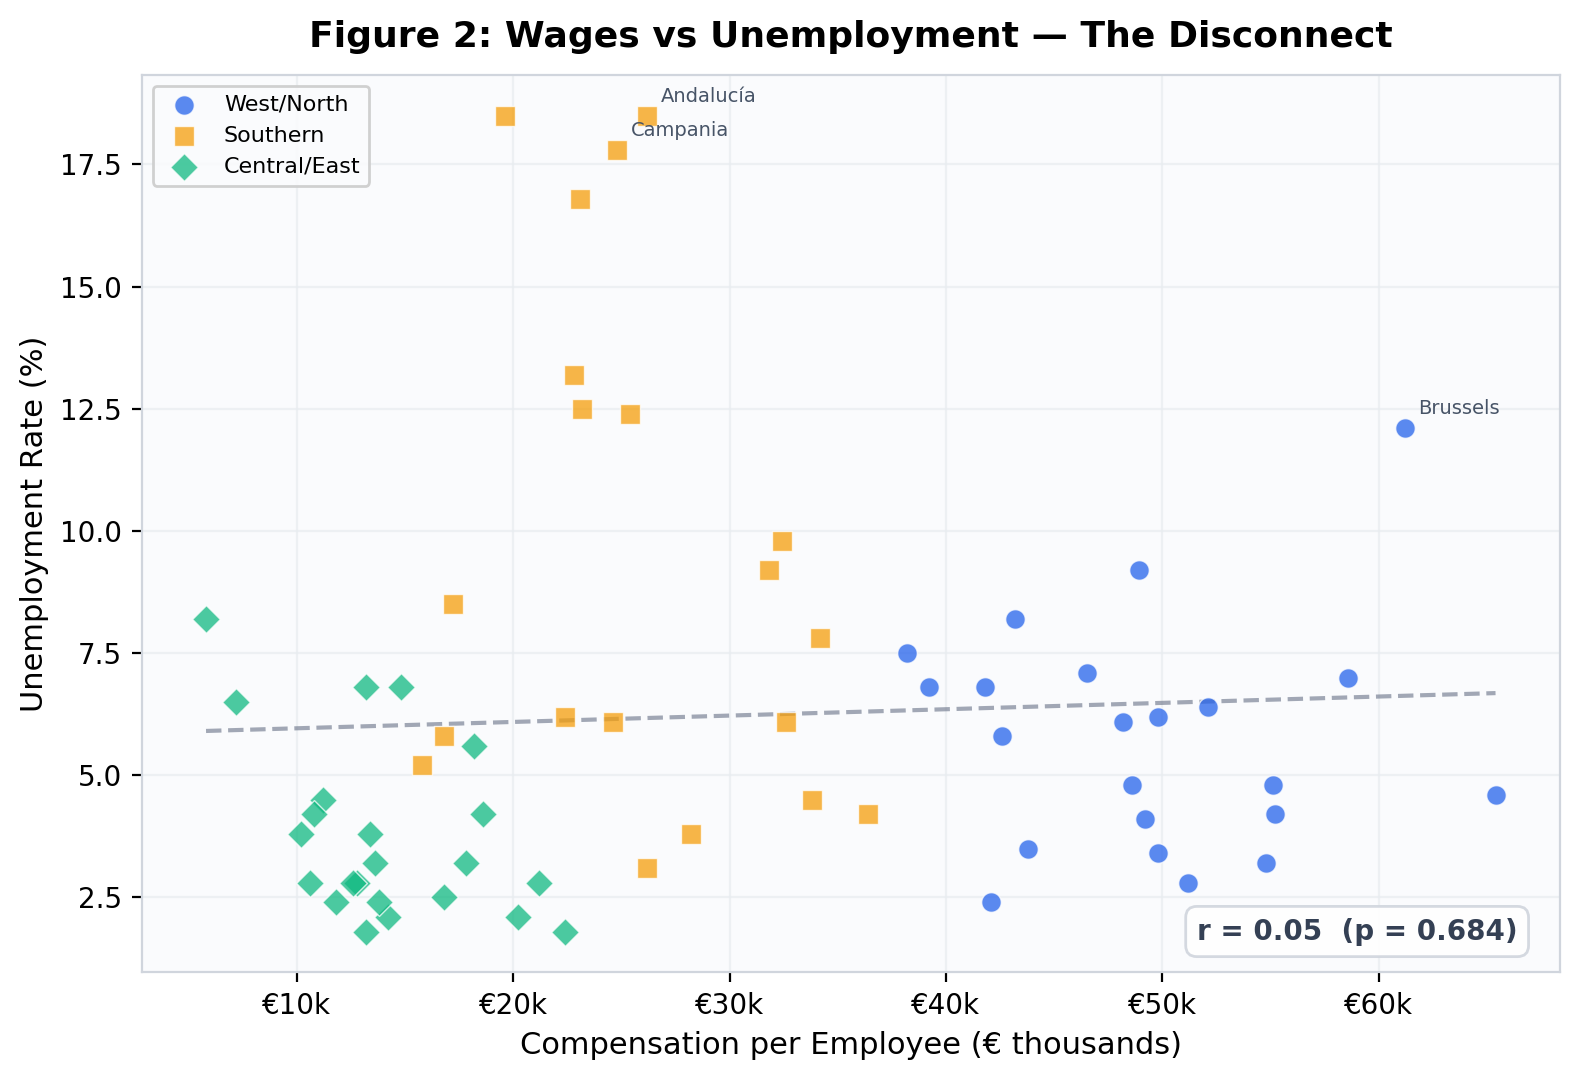 Figure 2: Wages vs Unemployment — The Disconnect
West/North
Southern
Central/East
Andalucía
Campania
Brussels
17.5
15.0
12.5
10.0
7.5
5.0
2.5
Unemployment Rate (%)
r = 0.05 (p = 0.684)
€10k
€20k
€30k
€40k
€50k
€60k
Compensation per Employee (€ thousands)